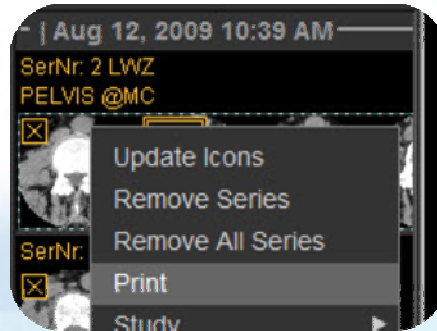 - | Aug 12, 2009 10:39 AM
SerNr: 2 LWZ
PELVIS @MC
Update Icons
Remove Series
Remove All Series
SerNr:
Print
Study